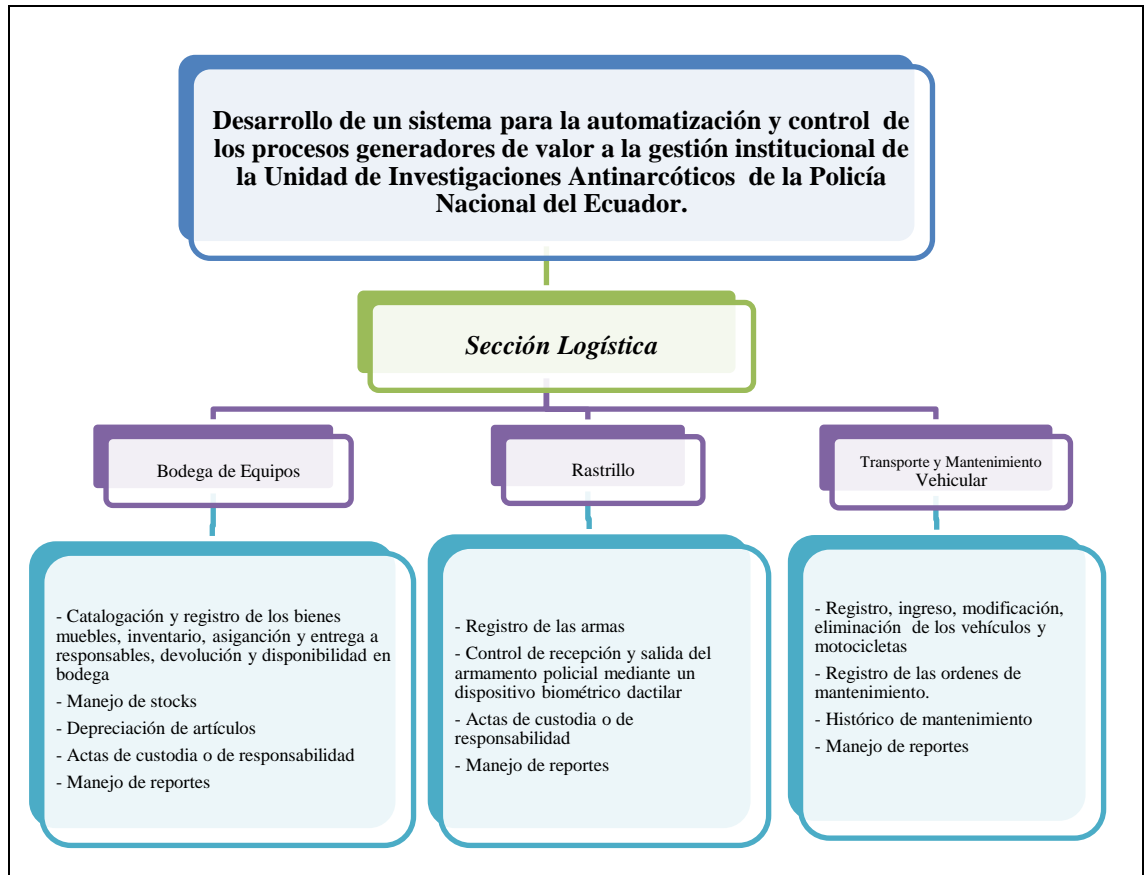 Desarrollo de un sistema para la automatización y control de
los procesos generadores de valor a la gestión institucional de
la Unidad de Investigaciones Antinarcóticos de la Policía
Nacional del Ecuador.
Sección Logística
Bodega de Equipos
Rastrillo
Transporte y Mantenimiento
Vehicular
- Catalogación y registro de los bienes
muebles, inventario, asigancíón y entrega a
responsables, devolución y disponibilidad en
bodega
- Manejo de stocks
- Depreciación de artículos
- Actas de custodia o de responsabilidad
- Manejo de reportes
- Registro de las armas
- Control de recepción y salida del
armamento policial mediante un
dispositivo biométrico dactilar
- Actas de custodia o de
responsabilidad
- Manejo de reportes
- Registro, ingreso, modificación,
eliminación de los vehículos y
motocicletas
- Registro de las ordenes de
mantenimiento.
- Histórico de mantenimiento
- Manejo de reportes